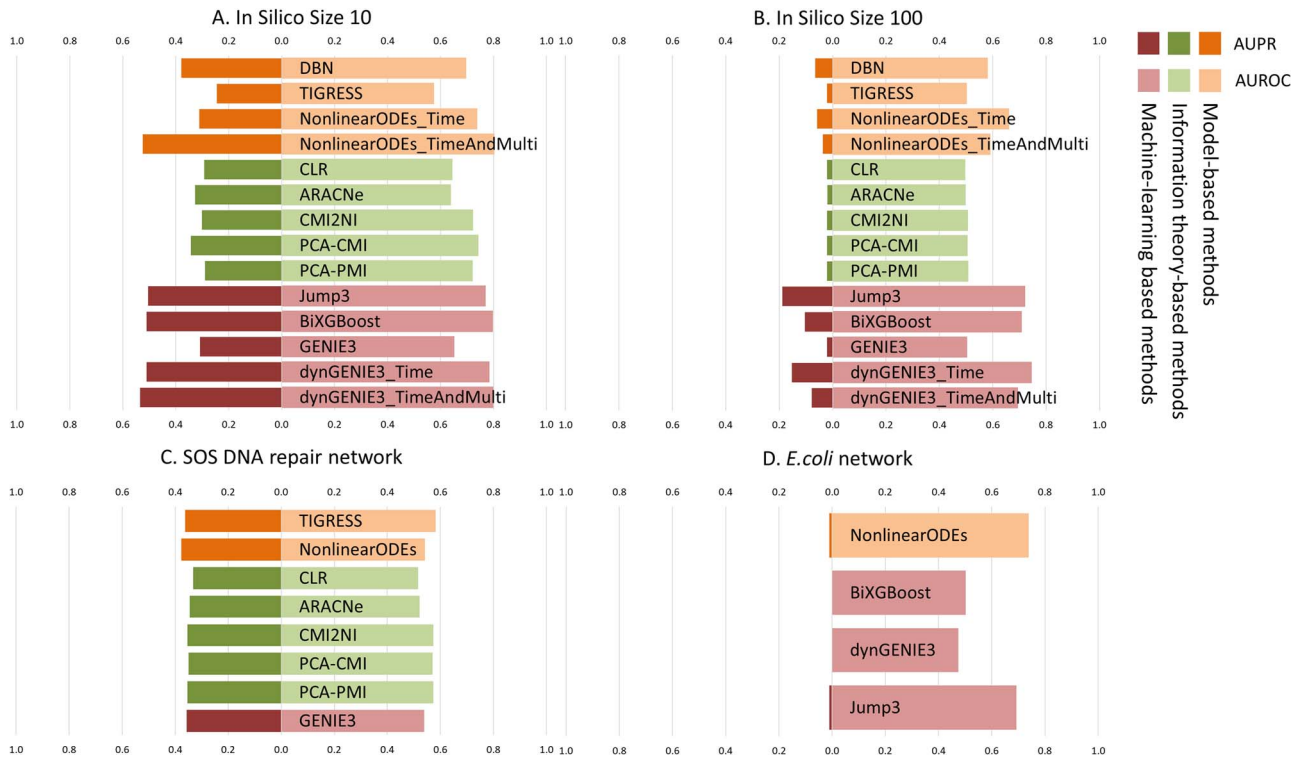 A. In Silico Size 10
1.0 0.8 0.6 0.4 0.2 0.0 0.2 0.4 0.6 0.8 1.0
DBN
TIGRESS
NonlinearODEs_Time
NonlinearODEs_TimeAndMulti
CLR
ARACNe
CMI2NI
PCA-CMI
PCA-PMI
Jump3
BiXGBoost
GENIE3
dynGENIE3_Time
dynGENIE3_TimeAndMulti
1.0 0.8 0.6 0.4 0.2 0.0 0.2 0.4 0.6 0.8 1.0
B. In Silico Size 100
1.0 0.8 0.6 0.4 0.2 0.0 0.2 0.4 0.6 0.8 1.0
DBN
TIGRESS
NonlinearODEs_Time
NonlinearODEs_TimeAndMulti
CLR
ARACNe
CMI2NI
PCA-CMI
PCA-PMI
Jump3
BiXGBoost
GENIE3
dynGENIE3_Time
dynGENIE3_TimeAndMulti
1.0 0.8 0.6 0.4 0.2 0.0 0.2 0.4 0.6 0.8 1.0
AUPR
AUROC
Model-based methods
Information theory-based methods
Machine-learning based methods
C. SOS DNA repair network
1.0 0.8 0.6 0.4 0.2 0.0 0.2 0.4 0.6 0.8 1.0
TIGRESS
NonlinearODEs
CLR
ARACNe
CMI2NI
PCA-CMI
PCA-PMI
GENIE3
1.0 0.8 0.6 0.4 0.2 0.0 0.2 0.4 0.6 0.8 1.0
D. E.coli network
1.0 0.8 0.6 0.4 0.2 0.0 0.2 0.4 0.6 0.8 1.0
NonlinearODEs
BiXGBoost
dynGENIE3
Jump3
1.0 0.8 0.6 0.4 0.2 0.0 0.2 0.4 0.6 0.8 1.0